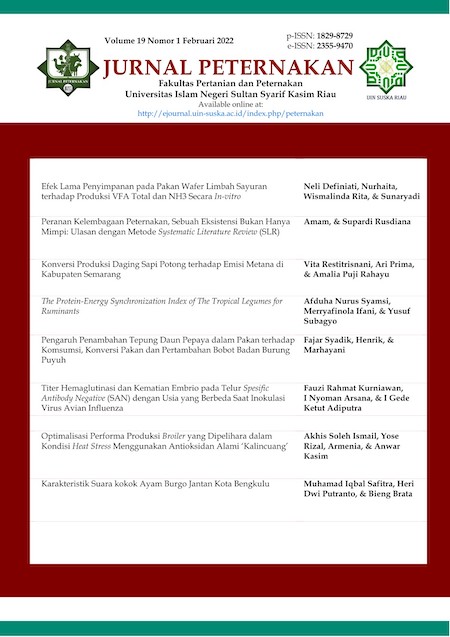 Volume 19 Nomor 1 Februari 2022
p-ISSN: 1829-8729
e-ISSN: 2355-9470
JURNAL PETERNAKAN
Fakultas Pertanian dan Peternakan
Universitas Islam Negeri Sultan Syarif Kasim Riau
Available online at:
http://ejournal.uin-suska.ac.id/index.php/peternakan
JURNAL PETERNAKAN
UIN SUSKA RIAU
Efek Lama Penyimpanan pada Pakan Wafer Limbah Sayuran
terhadap Produksi VFA Total dan NH3 Secara In-vitro
Neli Definiati, Nurhaita,
Wismalinda Rita, & Sunaryadi
Peranan Kelembagaan Peternakan, Sebuah Eksistensi Bukan Hanya
Mimpi: Ulasan dengan Metode Systematic Literature Review (SLR)
Amam, & Supardi Rusdiana
Konversi Produksi Daging Sapi Potong terhadap Emisi Metana di
Kabupaten Semarang
Vita Restitrisnani, Ari Prima,
& Amalia Puji Rahayu
The Protein-Energy Synchronization Index of The Tropical Legumes for
Ruminants
Afduha Nurus Syamsi,
Merryafinola Ifani, & Yusuf
Subagyo
Pengaruh Penambahan Tepung Daun Pepaya dalam Pakan terhadap
Komsumsi, Konversi Pakan dan Pertambahan Bobot Badan Burung
Puyuh
Fajar Syadik, Henrik, &
Marhayani
Titer Hemaglutinasi dan Kematian Embrio pada Telur Spesific
Antibody Negative (SAN) dengan Usia yang Berbeda Saat Inokulasi
Virus Avian Influenza
Fauzi Rahmat Kurniawan,
I Nyoman Arsana, & I Gede
Ketut Adiputra
Optimalisasi Performa Produksi Broiler yang Dipelihara dalam
Kondisi Heat Stress Menggunakan Antioksidan Alami 'Kalincuang'
Akhis Soleh Ismail, Yose
Rizal, Armenia, & Anwar
Kasim
Karakteristik Suara kokok Ayam Burgo Jantan Kota Bengkulu
Muhamad Iqbal Safitra, Heri
Dwi Putranto, & Bieng Brata